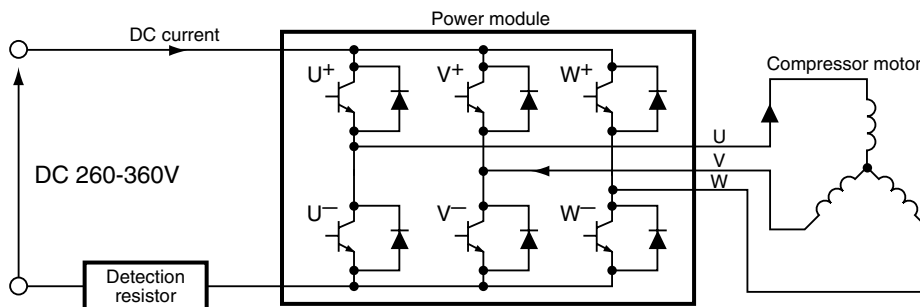 Power module
DC current
U+
V+
W+
Compressor motor
U
V
W
DC 260-360V
U—
V—
W—
Detection
resistor